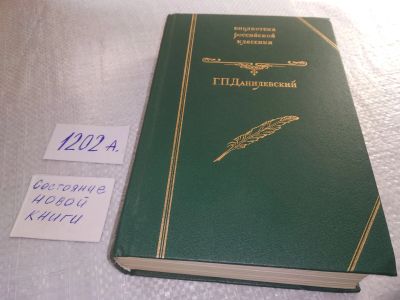 библиотека
российской
классики
Г.П.Данилевский
1202 А.
Состояние
новой
книги